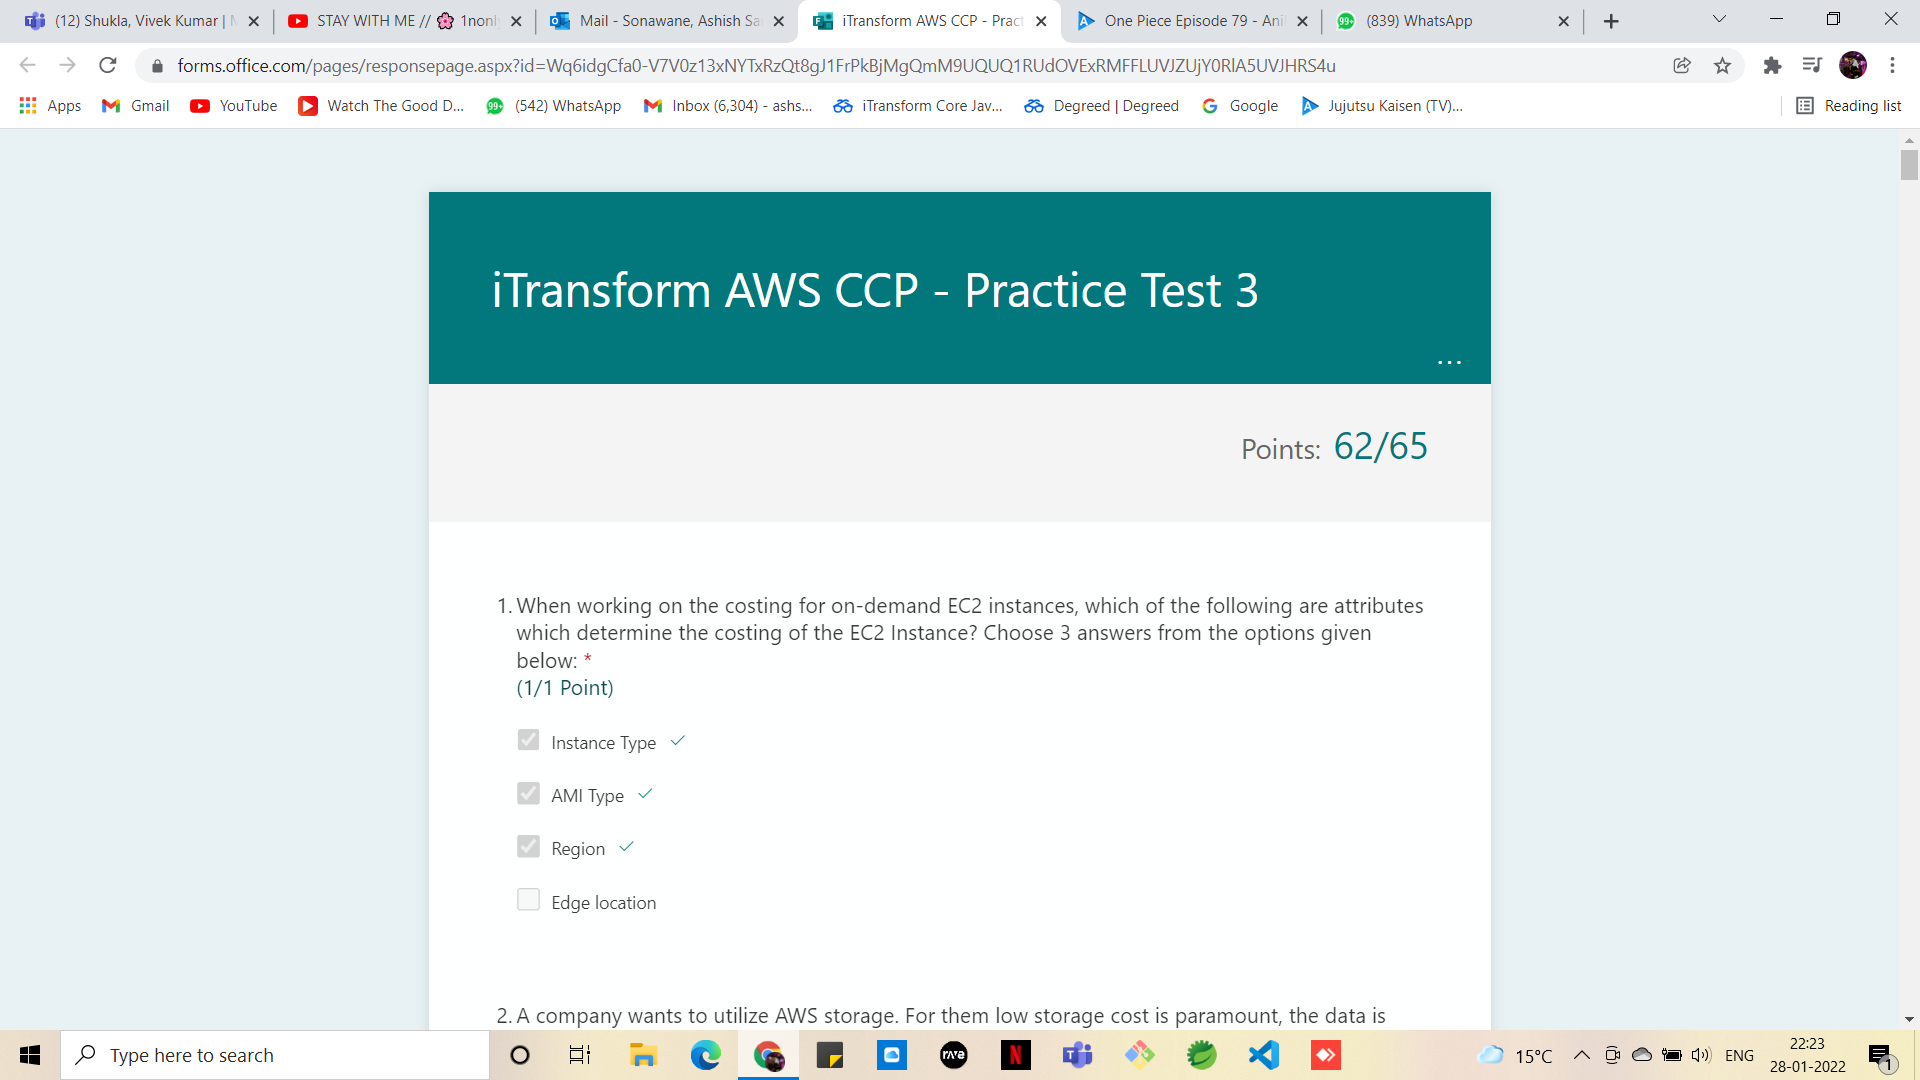 (12) Shukla, Vivek Kumar |
STAY WITH ME // 🌸 1non
Mail - Sonawane, Ashish Sa
iTransform AWS CCP - Pract
One Piece Episode 79 - Ani
(839) WhatsApp
forms.office.com/pages/responsepage.aspx?id=Wq6idgCfa0-V7V0z13xNYTxRzQt8gJ1FrPkBjMgQmM9UQUQ1RUdOVExRMFFLUVJZUjY0RlA5UVJHRS4u
Apps
Gmail
YouTube
Watch The Good D...
(542) WhatsApp
Inbox (6,304) - ashs...
iTransform Core Jav...
Degreed | Degreed
Google
Jujutsu Kaisen (TV)...
Reading list
iTransform AWS CCP - Practice Test 3
...
Points: 62/65
1. When working on the costing for on-demand EC2 instances, which of the following are attributes
which determine the costing of the EC2 Instance? Choose 3 answers from the options given
below: *
(1/1 Point)
Instance Type
AMI Type
Region
Edge location
2. A company wants to utilize AWS storage. For them low storage cost is paramount, the data is
Type here to search
15°C
ENG
22:23
28-01-2022
1